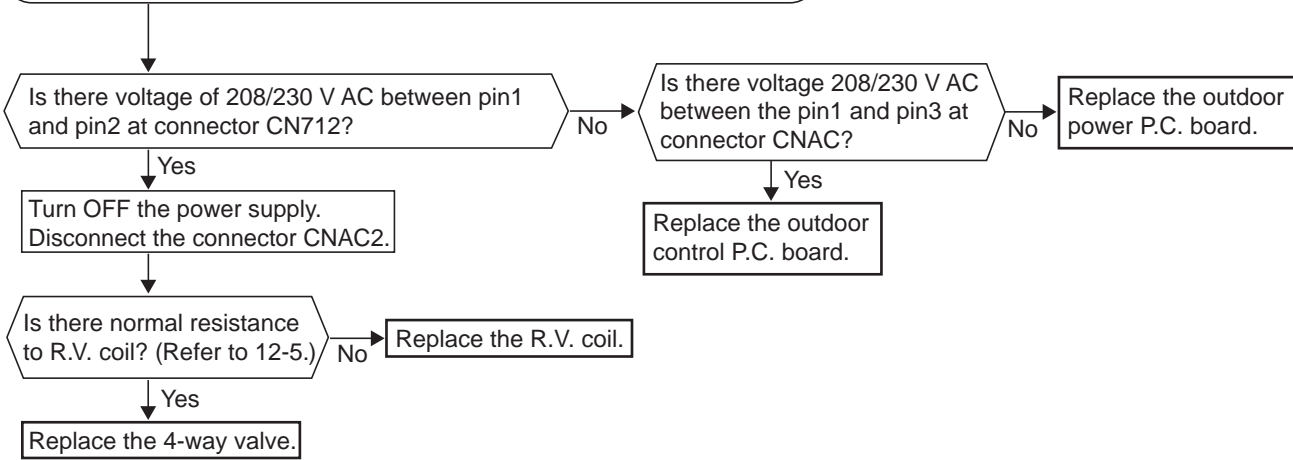 Is there voltage of 208/230 V AC between pin1
and pin2 at connector CN712?
No
Is there voltage 208/230 V AC
between the pin1 and pin3 at
connector CNAC?
No
Replace the outdoor
power P.C. board.
Yes
Turn OFF the power supply.
Disconnect the connector CNAC2.
Yes
Replace the outdoor
control P.C. board.
Is there normal resistance
to R.V. coil? (Refer to 12-5.)
No
Replace the R.V. coil.
Yes
Replace the 4-way valve.